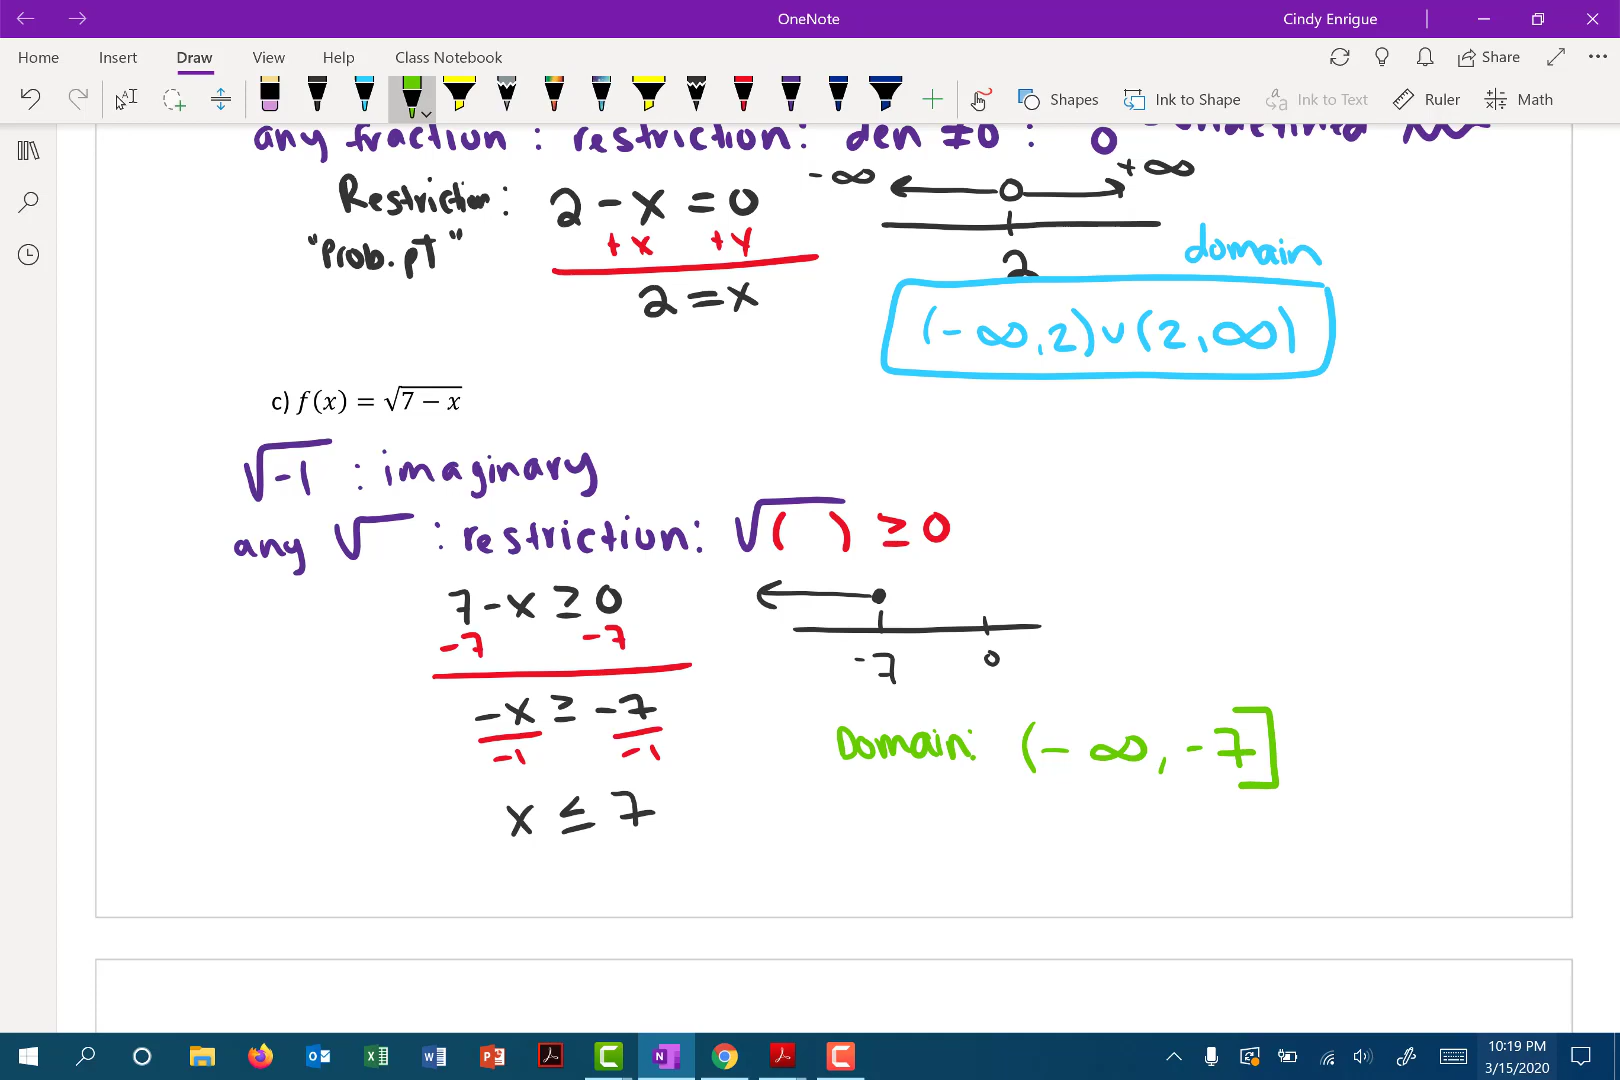 OneNote
Cindy Enrigue
Home Insert Draw View Help Class Notebook
Share
Shapes Ink to Shape Ink to Text Ruler Math
any fraction : restriction: den ≠0 : 0 undefined
Restriction: 2 - x = 0
"Prob. pt" + x + x
2 = x
- ∞ + ∞
2
domain
(- ∞, 2) ∪ (2, ∞)
c) f(x) = √7 − x
√-1 : imaginary
any √ : restriction: √( ) ≥ 0
7 - x ≥ 0
-7 -7
-x ≥ -7
-1 -1
x ≤ 7
-7 0
Domain: (- ∞, -7]
10:19 PM
3/15/2020